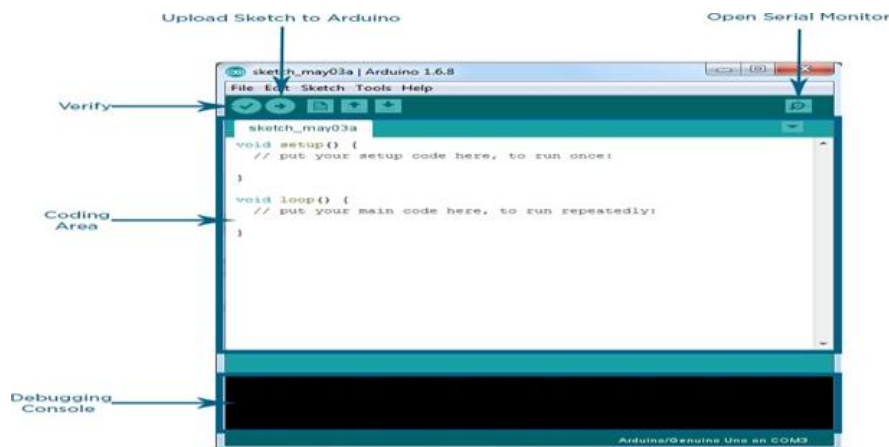 Upload Sketch to Arduino
Open Serial Monitor
sketch_may03a | Arduino 1.6.8
File Edit Sketch Tools Help
Verify
sketch_may03a
void setup() {
// put your setup code here, to run once:
}
void loop() {
// put your main code here, to run repeatedly:
}
Coding
Area
Debugging
Console
Arduino/Genuino Uno on COM3